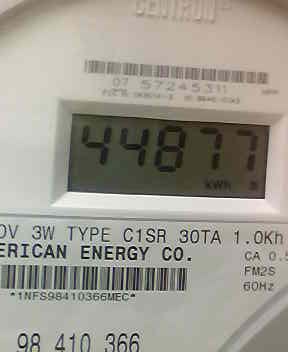 CENTRON
07 57245311
44877
kWh
0V 3W TYPE C1SR 30TA 1.0Kh
ERICAN ENERGY CO.
CA 0.5
FM2S
60Hz
*1NFS98410366MEC*
98 410 366